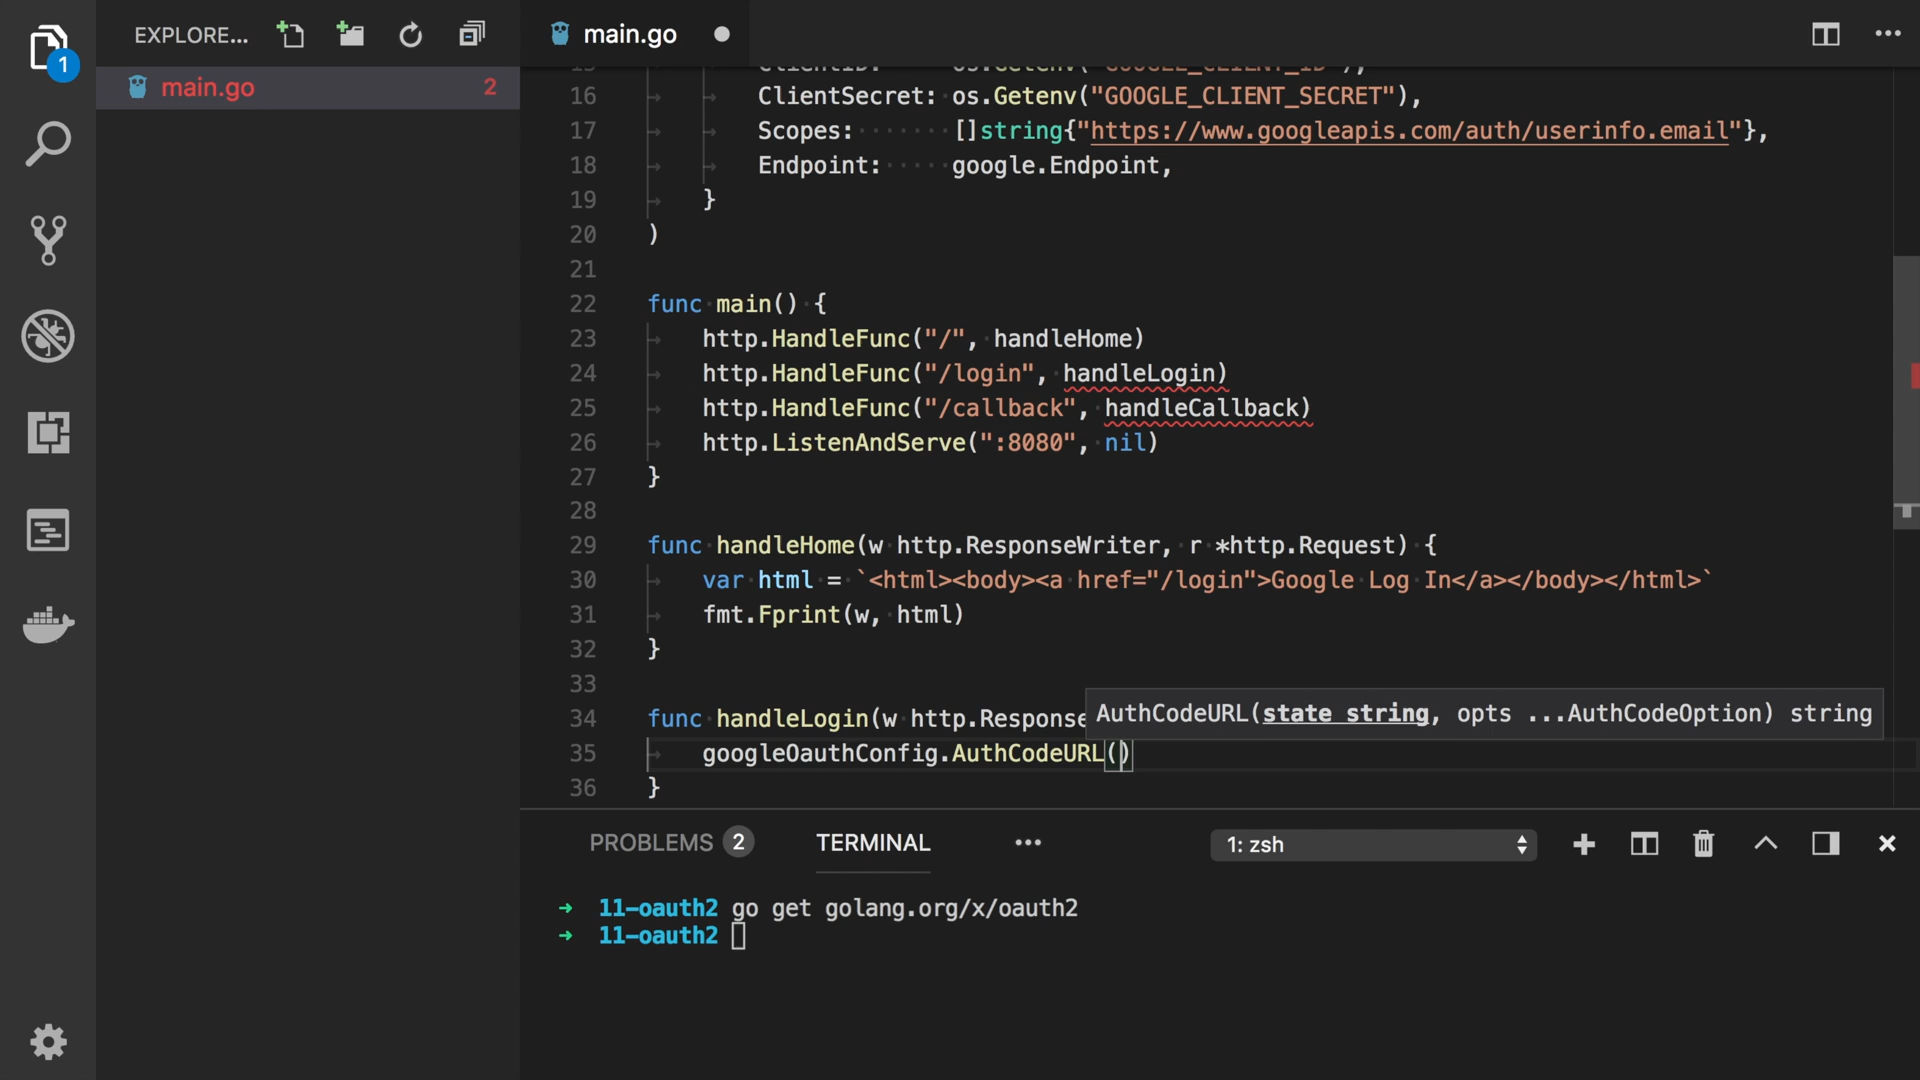 EXPLORE...
main.go
1
main.go 2
16 ClientSecret: os.Getenv("GOOGLE_CLIENT_SECRET"),
17 Scopes: []string{"https://www.googleapis.com/auth/userinfo.email"},
18 Endpoint: google.Endpoint,
19 }
20 )
21
22 func main() {
23 http.HandleFunc("/", handleHome)
24 http.HandleFunc("/login", handleLogin)
25 http.HandleFunc("/callback", handleCallback)
26 http.ListenAndServe(":8080", nil)
27 }
28
29 func handleHome(w http.ResponseWriter, r *http.Request) {
30 var html = `<html><body><a href="/login">Google Log In</a></body></html>`
31 fmt.Fprint(w, html)
32 }
33
34 func handleLogin(w http.Response
AuthCodeURL(state string, opts ...AuthCodeOption) string
35 googleOauthConfig.AuthCodeURL()
36 }
PROBLEMS 2 TERMINAL ... 1: zsh
➜ 11-oauth2 go get golang.org/x/oauth2
➜ 11-oauth2